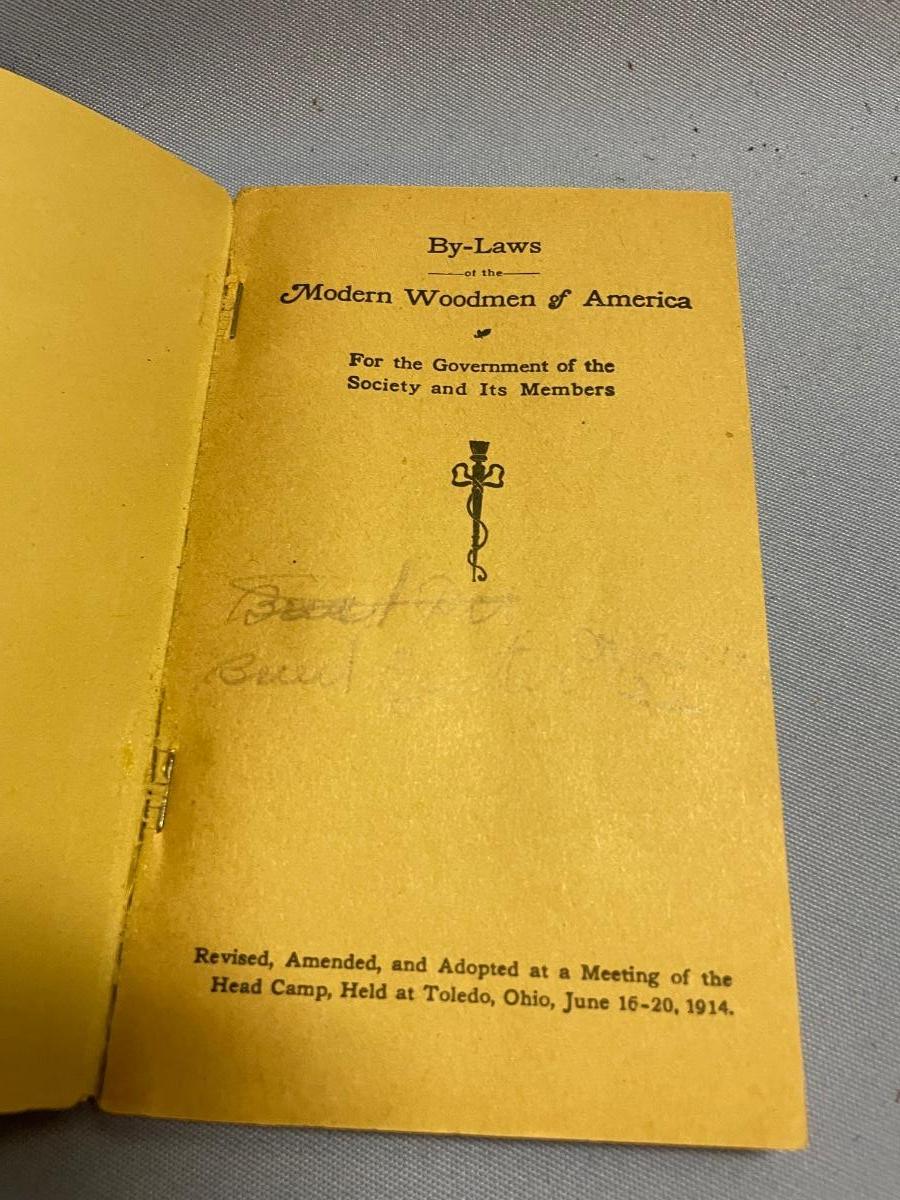 By-Laws
of the
Modern Woodmen of America
For the Government of the
Society and Its Members
Revised, Amended, and Adopted at a Meeting of the
Head Camp, Held at Toledo, Ohio, June 16-20, 1914.